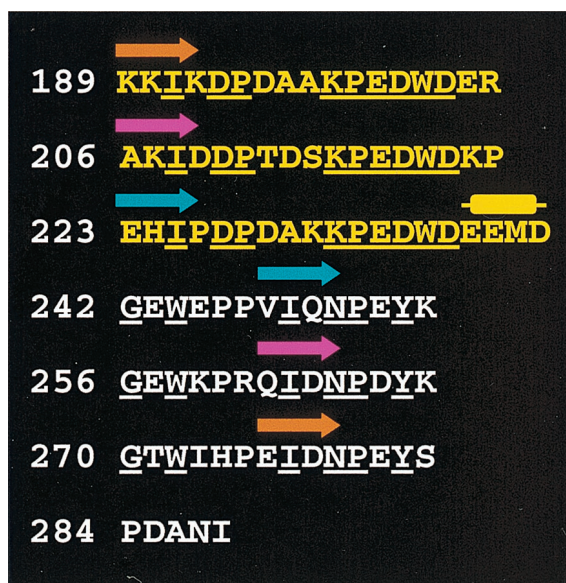 189 KKIKDPDAAKPEDWDER
206 AKIDDPTDSKPEDWDKP
223 EHIPDPDAKKPEDWDEEMD
242 GEWEPPVIQNPEYK
256 GEWKPRQIDNPDYK
270 GTWIHPEIDNPEYS
284 PDANI